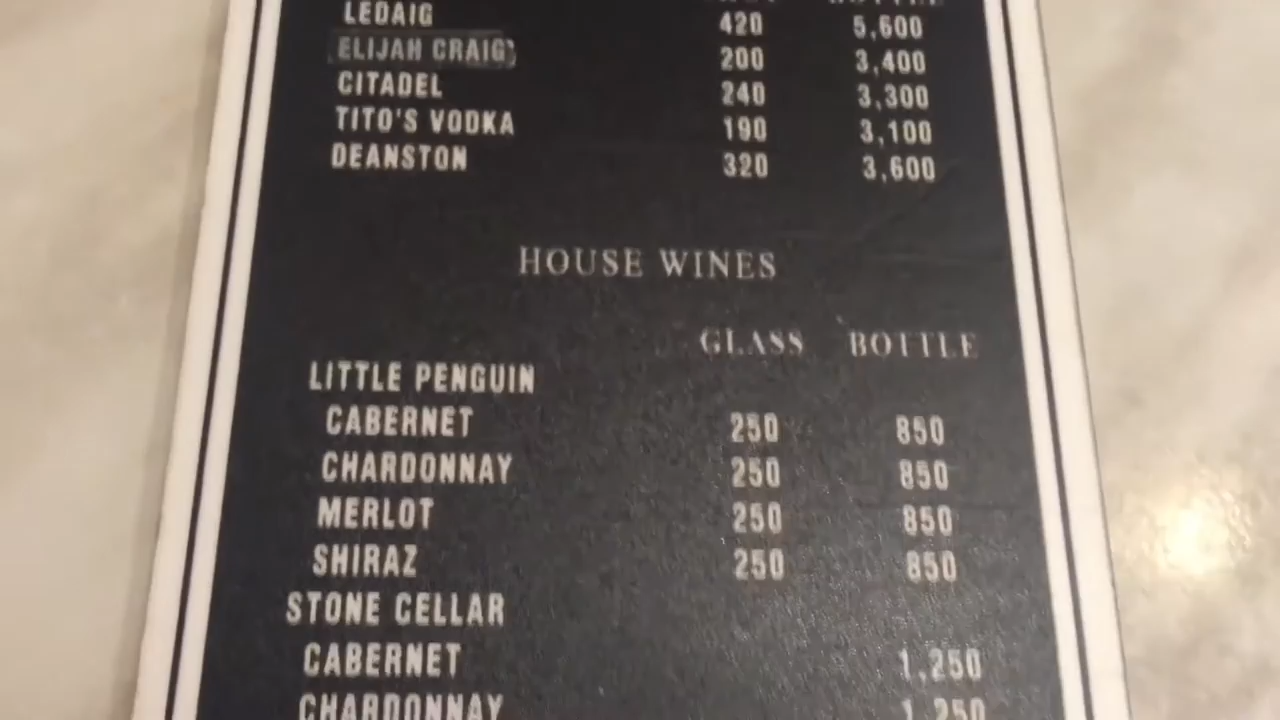 LEDAIG 420 5,600
ELIJAH CRAIG 200 3,400
CITADEL 240 3,300
TITO'S VODKA 190 3,100
DEANSTON 320 3,600
HOUSE WINES
GLASS BOTTLE
LITTLE PENGUIN
CABERNET 250 850
CHARDONNAY 250 850
MERLOT 250 850
SHIRAZ 250 850
STONE CELLAR
CABERNET 1,250
CHARDONNAY 1,250